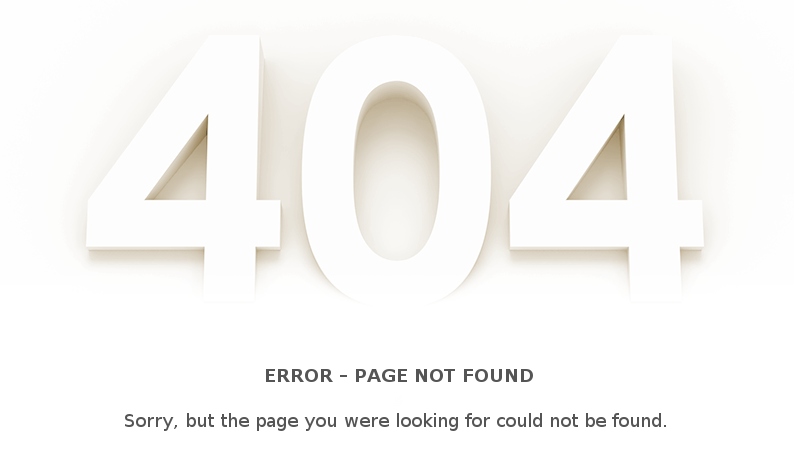 404
ERROR – PAGE NOT FOUND
Sorry, but the page you were looking for could not be found.